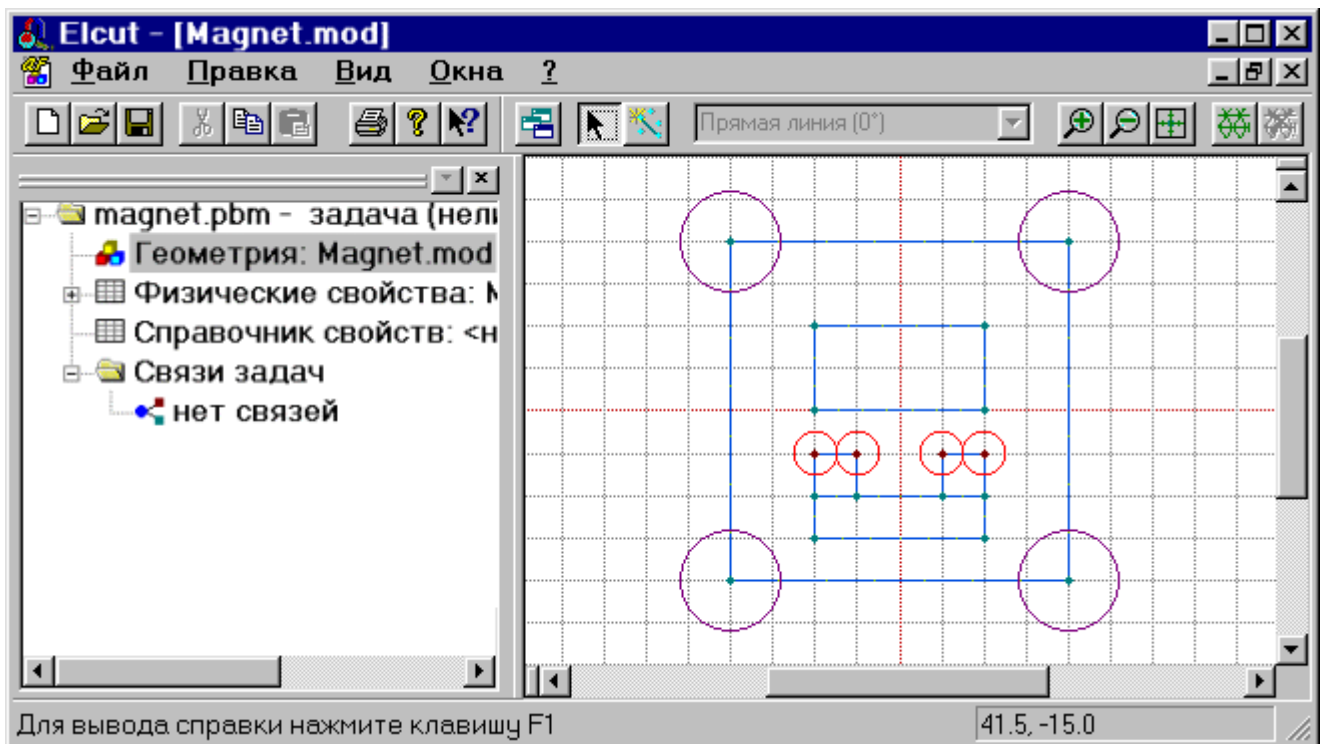 Elcut - [Magnet.mod]
Файл Правка Вид Окна ?
Прямая линия (0°)
magnet.pbm - задача (нели
Геометрия: Magnet.mod
Физические свойства: М
Справочник свойств: <н
Связи задач
нет связей
Для вывода справки нажмите клавишу F1 41.5, -15.0